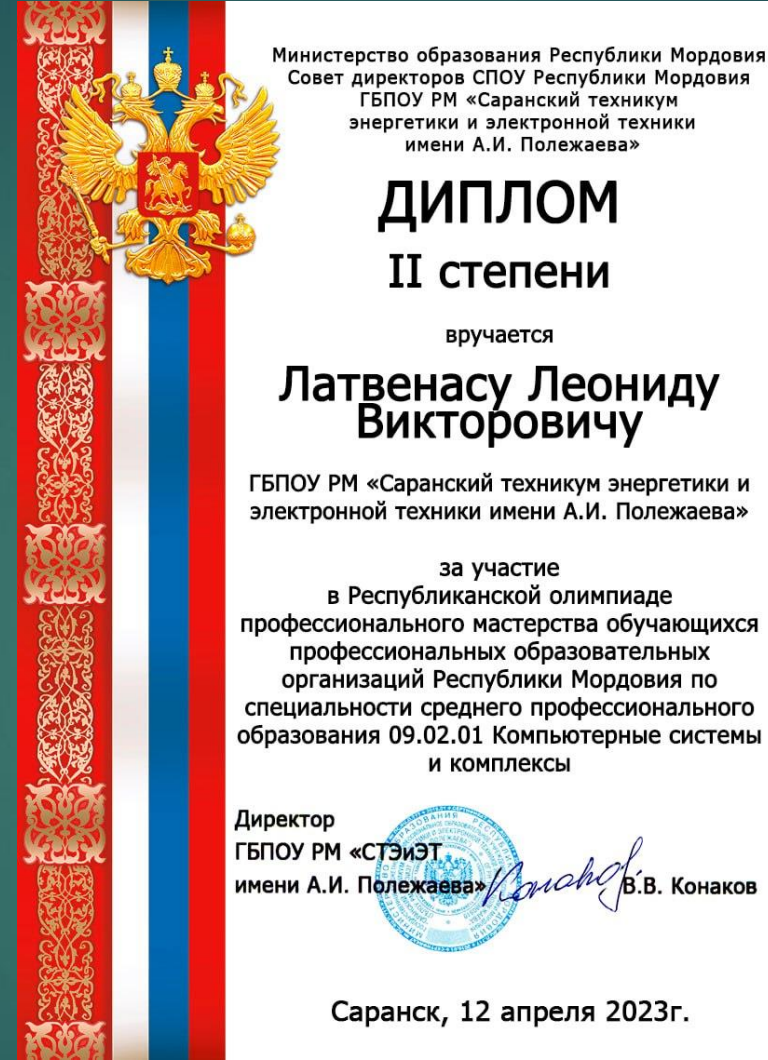 Министерство образования Республики Мордовия
Совет директоров СПОУ Республики Мордовия
ГБПОУ РМ «Саранский техникум
энергетики и электронной техники
имени А.И. Полежаева»
ДИПЛОМ
II степени
вручается
Латвенасу Леониду
Викторовичу
ГБПОУ РМ «Саранский техникум энергетики и
электронной техники имени А.И. Полежаева»
за участие
в Республиканской олимпиаде
профессионального мастерства обучающихся
профессиональных образовательных
организаций Республики Мордовия по
специальности среднего профессионального
образования 09.02.01 Компьютерные системы
и комплексы
Директор
ГБПОУ РМ «СТЭиЭТ
имени А.И. Полежаева» В.В. Конаков
Саранск, 12 апреля 2023г.